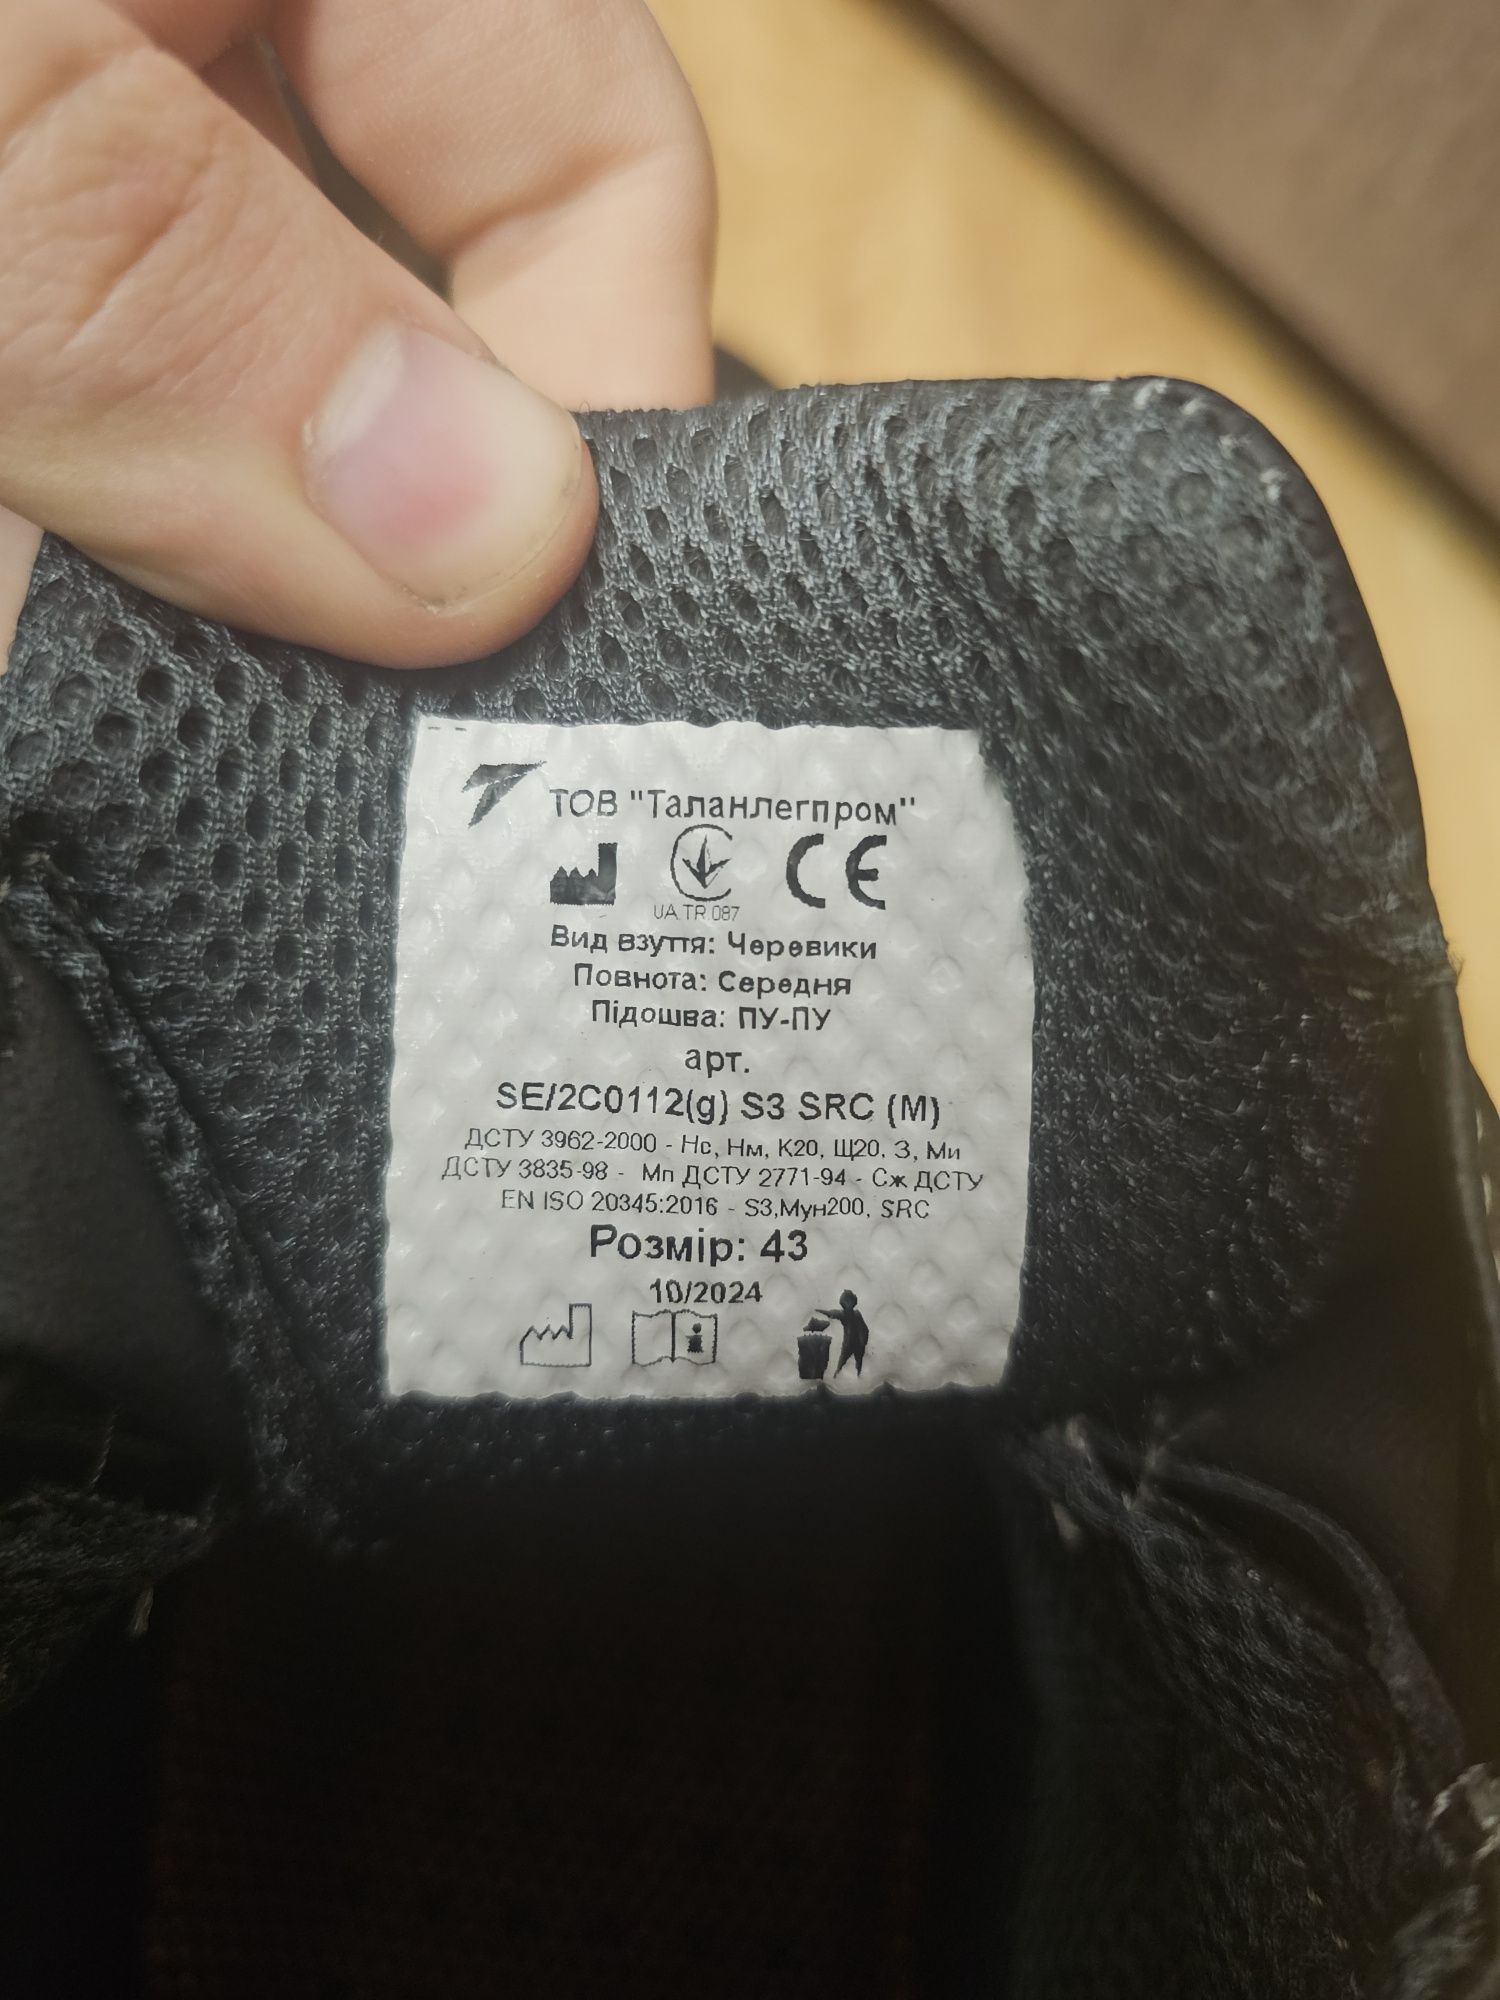 ТОВ "Таланлегпром"
CE
UA.TR.087
Вид взуття: Черевики
Повнота: Середня
Підошва: ПУ-ПУ
арт.
SE/2C0112(g) S3 SRC (M)
ДСТУ 3962-2000 - Нс, Нм, К20, Щ20, З, Ми
ДСТУ 3835-98 - Мп ДСТУ 2771-94 - Сж ДСТУ
EN ISO 20345:2016 - S3,Мун200, SRC
Розмір: 43
10/2024